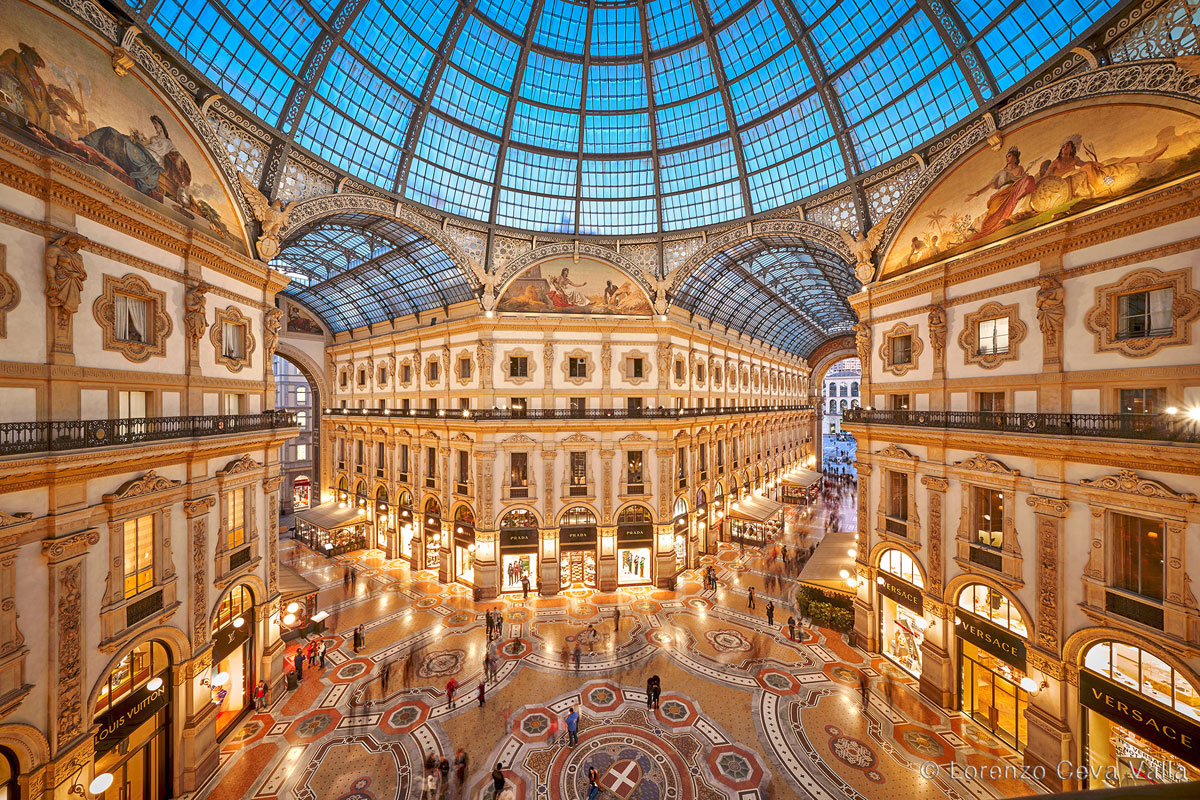 PRADA
PRADA
PRADA
VERSACE
VERSACE
VERSACE
LOUIS VUITTON
© Lorenzo Ceva Valla